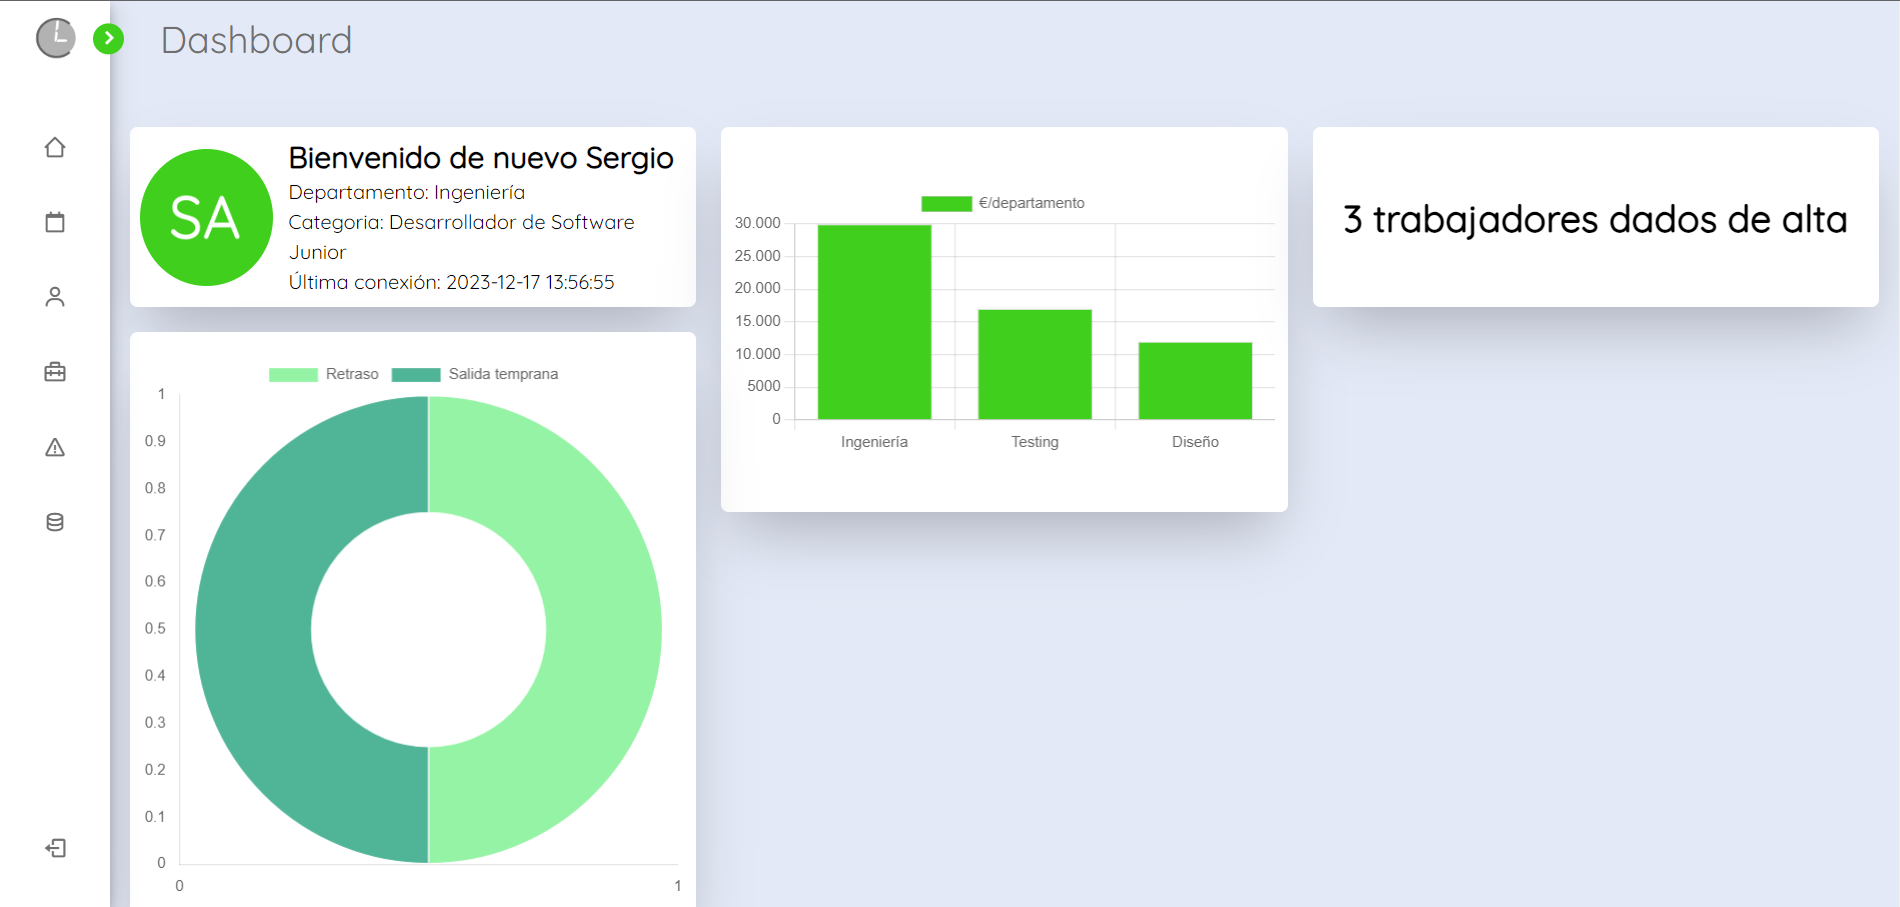 Dashboard
SA
Bienvenido de nuevo Sergio
Departamento: Ingeniería
Categoria: Desarrollador de Software
Junior
Última conexión: 2023-12-17 13:56:55
€/departamento
30.000
25.000
20.000
15.000
10.000
5000
0
Ingeniería Testing Diseño
3 trabajadores dados de alta
Retraso Salida temprana
1
0.9
0.8
0.7
0.6
0.5
0.4
0.3
0.2
0.1
0
0 1